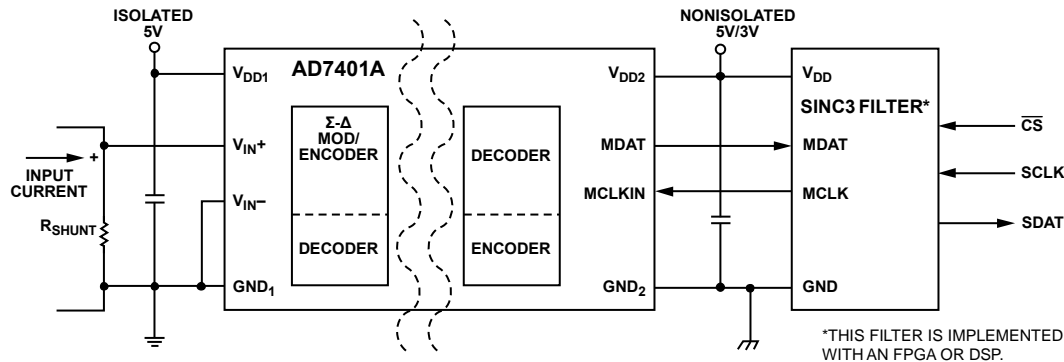 ISOLATED
5V
NONISOLATED
5V/3V
AD7401A
VDD1
VDD2
VDD
SINC3 FILTER*
Σ-Δ
MOD/
ENCODER
DECODER
VIN+
MDAT
MDAT
CS
INPUT
CURRENT
+
MCLKIN
MCLK
SCLK
VIN–
RSHUNT
DECODER
ENCODER
SDAT
GND1
GND2
GND
*THIS FILTER IS IMPLEMENTED
WITH AN FPGA OR DSP.